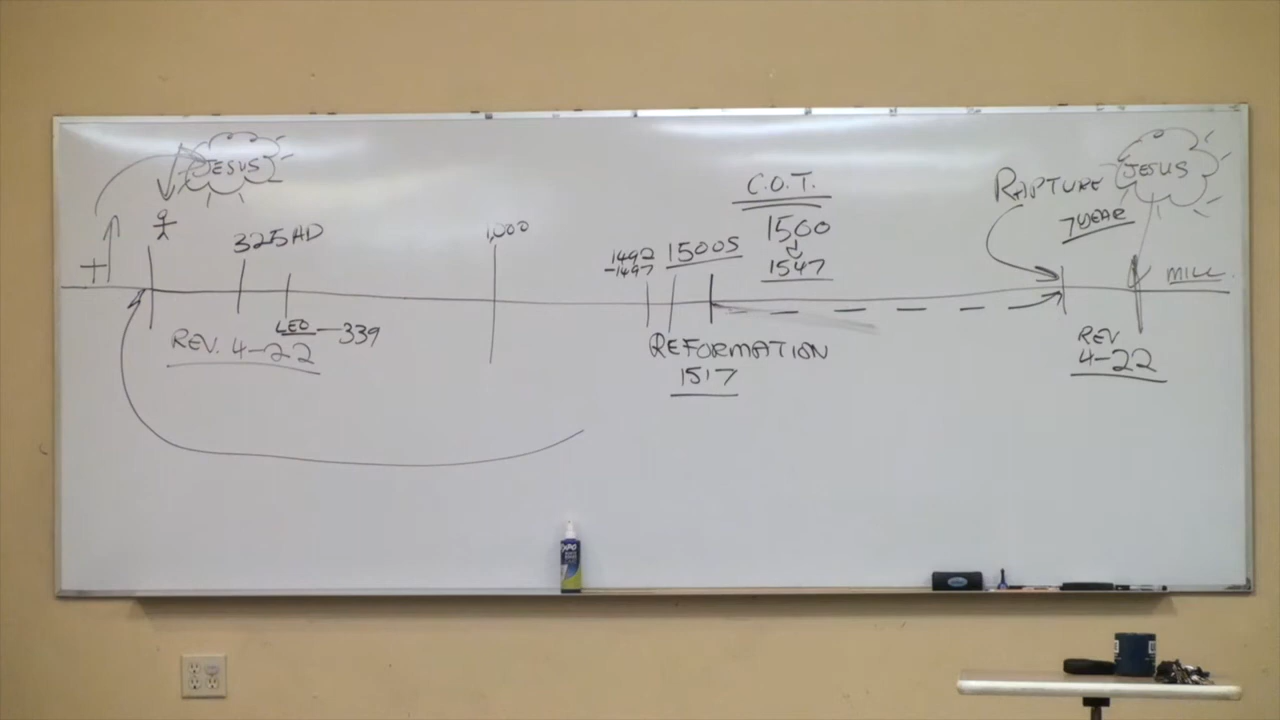 JESUS
325AD
LEO—339
REV. 4-22
1,000
1492
-1497
1500S
C.O.T.
1500
1547
REFORMATION
1517
RAPTURE
JESUS
7 YEAR
MILL.
REV
4-22
EXPO